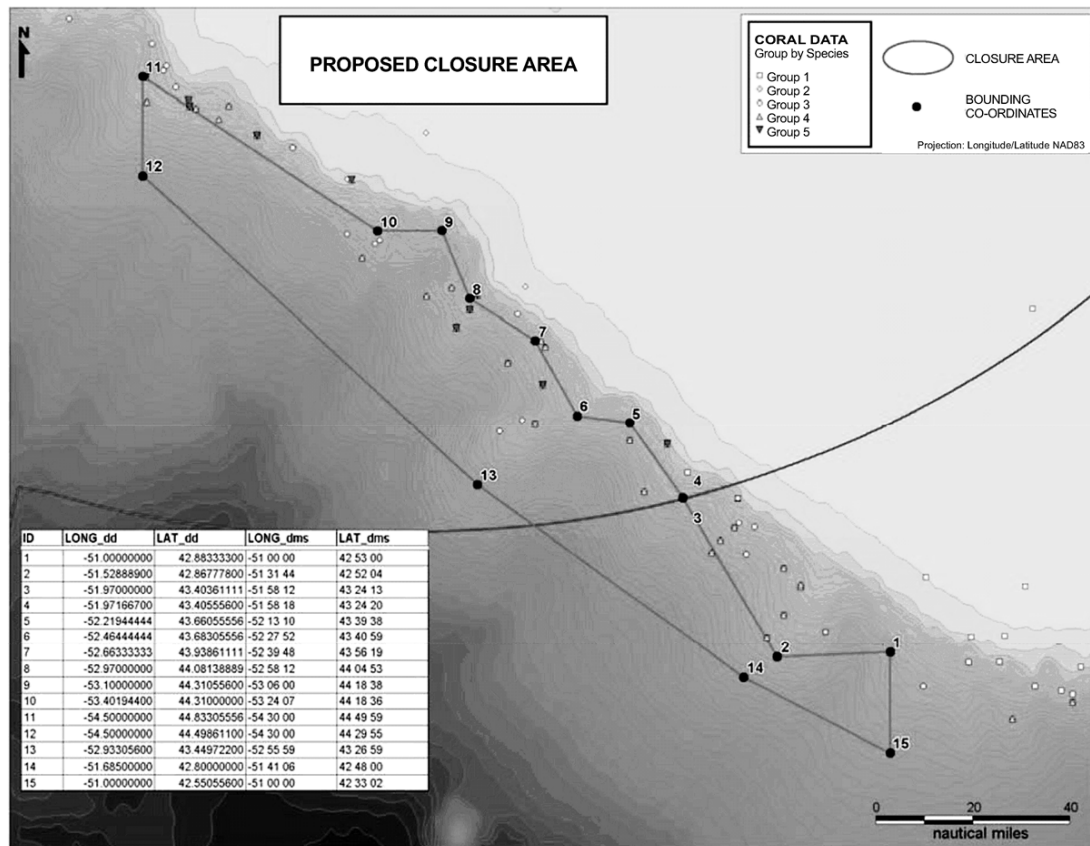 N
PROPOSED CLOSURE AREA
CORAL DATA
Group by Species
Group 1
Group 2
Group 3
Group 4
Group 5
CLOSURE AREA
BOUNDING
CO-ORDINATES
Projection: Longitude/Latitude NAD83
11
12
10
9
8
7
6
5
4
3
13
2
1
14
15
ID LONG_dd LAT_dd LONG_dms LAT_dms
1 -51.00000000 42.88333300 -51 00 00 42 53 00
2 -51.52888900 42.86777800 -51 31 44 42 52 04
3 -51.97000000 43.40361111 -51 58 12 43 24 13
4 -51.97166700 43.40555600 -51 58 18 43 24 20
5 -52.21944444 43.66055556 -52 13 10 43 39 38
6 -52.46444444 43.68305556 -52 27 52 43 40 59
7 -52.66333333 43.93861111 -52 39 48 43 56 19
8 -52.97000000 44.08138889 -52 58 12 44 04 53
9 -53.10000000 44.31055600 -53 06 00 44 18 38
10 -53.40194400 44.31000000 -53 24 07 44 18 36
11 -54.50000000 44.83305556 -54 30 00 44 49 59
12 -54.50000000 44.49861100 -54 30 00 44 29 55
13 -52.93305600 43.44972200 -52 55 59 43 26 59
14 -51.68500000 42.80000000 -51 41 06 42 48 00
15 -51.00000000 42.55055600 -51 00 00 42 33 02
0 20 40
nautical miles